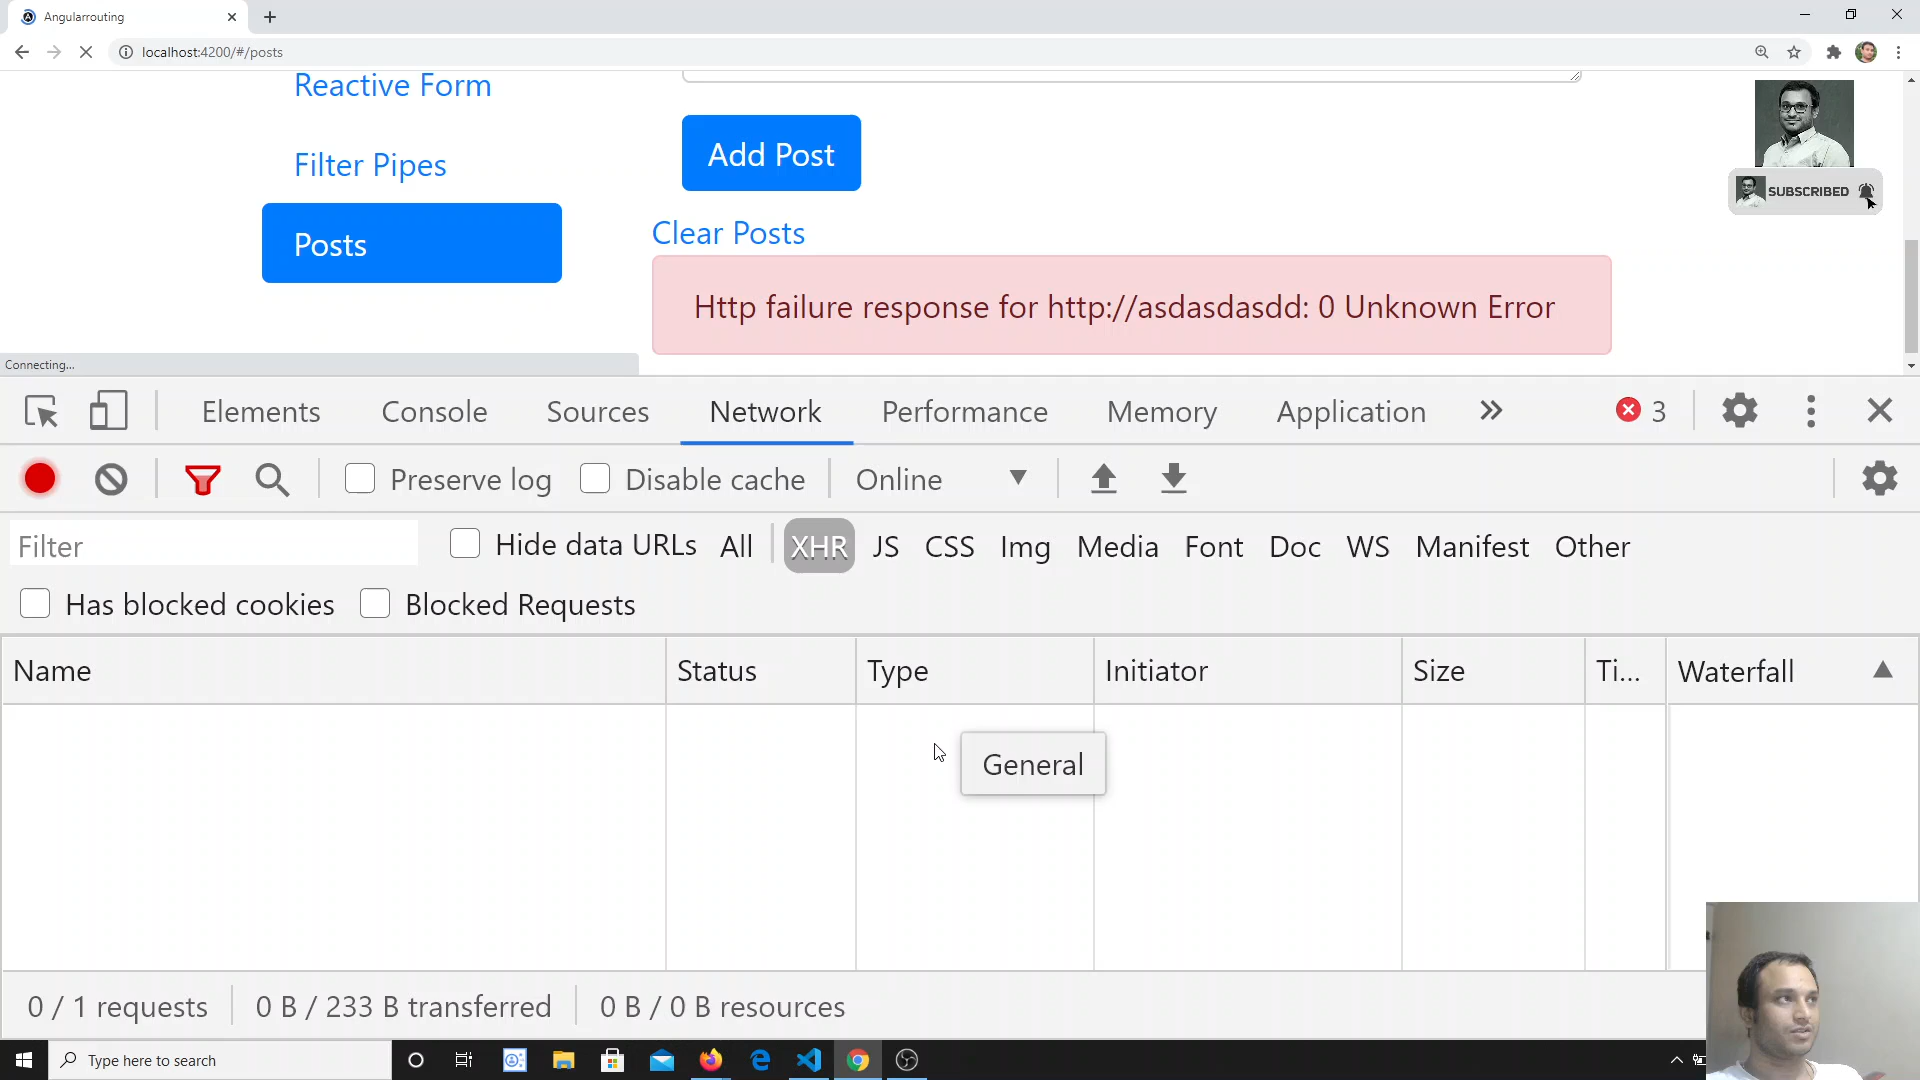 Angularrouting
localhost:4200/#/posts
Reactive Form
Filter Pipes
Posts
Add Post
Clear Posts
Http failure response for http://asdasdasdd: 0 Unknown Error
SUBSCRIBED
Connecting...
Elements Console Sources Network Performance Memory Application 3
Preserve log Disable cache Online
Filter Hide data URLs All XHR JS CSS Img Media Font Doc WS Manifest Other
Has blocked cookies Blocked Requests
Name Status Type Initiator Size Ti... Waterfall
General
0 / 1 requests 0 B / 233 B transferred 0 B / 0 B resources
Type here to search